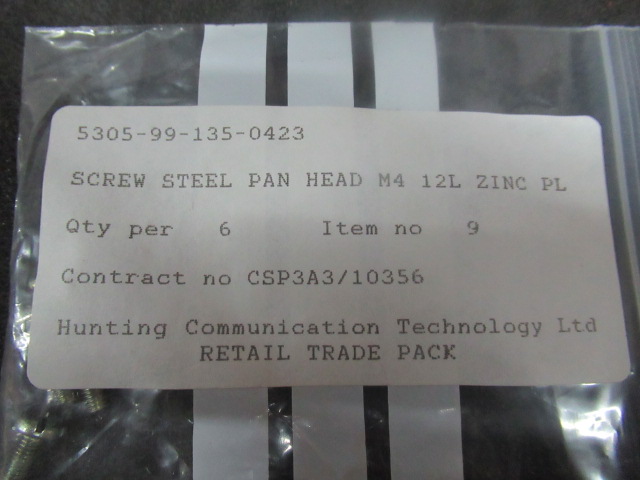 5305-99-135-0423
SCREW STEEL PAN HEAD M4 12L ZINC PL
Qty per 6 Item no 9
Contract no CSP3A3/10356
Hunting Communication Technology Ltd
RETAIL TRADE PACK